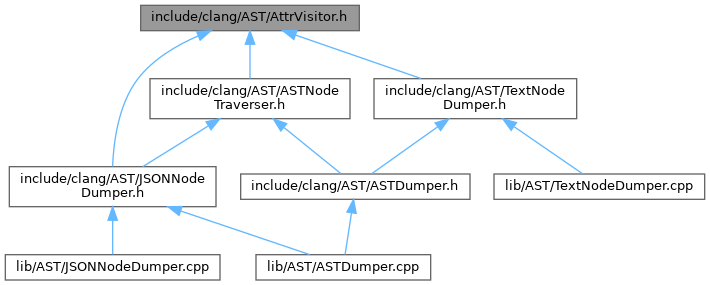 include/clang/AST/AttrVisitor.h
include/clang/AST/ASTNode
Traverser.h
include/clang/AST/TextNode
Dumper.h
include/clang/AST/JSONNode
Dumper.h
include/clang/AST/ASTDumper.h
lib/AST/TextNodeDumper.cpp
lib/AST/JSONNodeDumper.cpp
lib/AST/ASTDumper.cpp